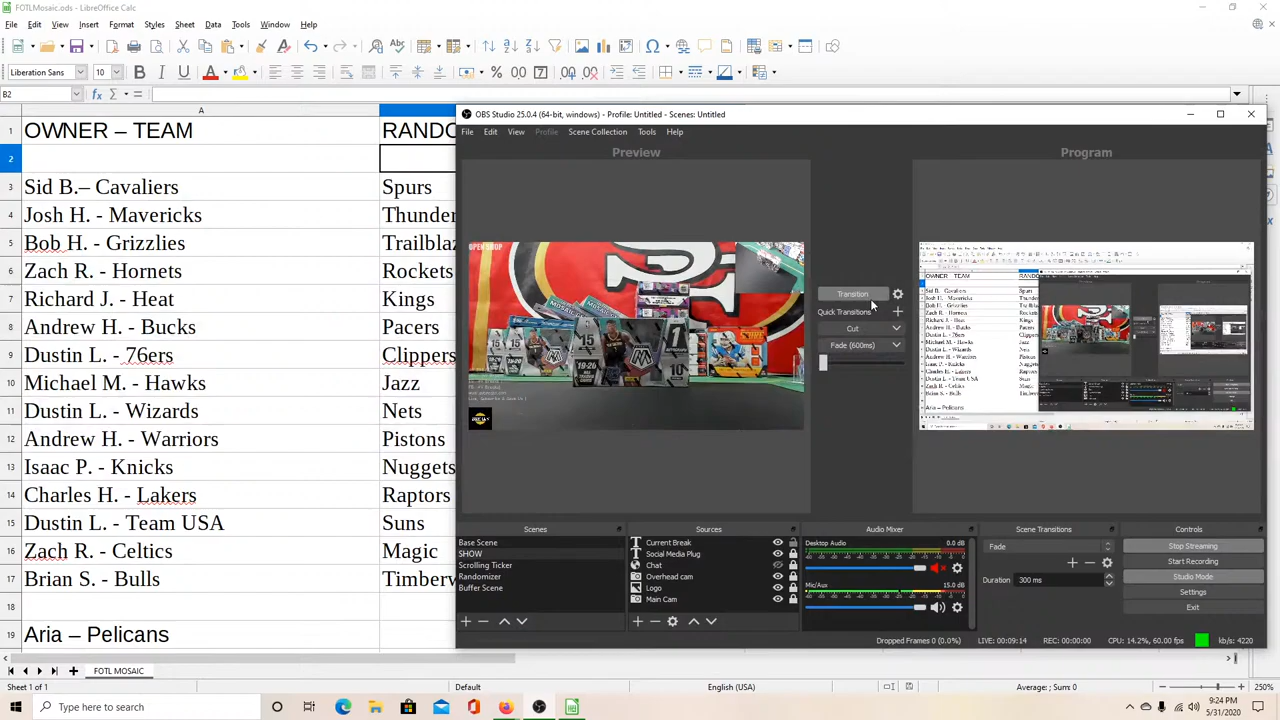 FOTLMosaic.ods - LibreOffice Calc
File Edit View Insert Format Styles Sheet Data Tools Window Help
Liberation Sans 10
B2
A
1 OWNER – TEAM RANDO
2
3 Sid B.– Cavaliers Spurs
4 Josh H. - Mavericks Thunder
5 Bob H. - Grizzlies Trailblaz
6 Zach R. - Hornets Rockets
7 Richard J. - Heat Kings
8 Andrew H. - Bucks Pacers
9 Dustin L. - 76ers Clippers
10 Michael M. - Hawks Jazz
11 Dustin L. - Wizards Nets
12 Andrew H. - Warriors Pistons
13 Isaac P. - Knicks Nuggets
14 Charles H. - Lakers Raptors
15 Dustin L. - Team USA Suns
16 Zach R. - Celtics Magic
17 Brian S. - Bulls Timberv
18
19 Aria – Pelicans
FOTL MOSAIC
Sheet 1 of 1 Default English (USA) Average: ; Sum: 0 250%
OBS Studio 25.0.4 (64-bit, windows) - Profile: Untitled - Scenes: Untitled
File Edit View Profile Scene Collection Tools Help
Preview
Program
OPEN SHOP
Transition
Quick Transitions
Cut
Fade (600ms)
Scenes
Base Scene
SHOW
Scrolling Ticker
Randomizer
Buffer Scene
Sources
Current Break
Social Media Plug
Chat
Overhead cam
Logo
Main Cam
Audio Mixer
Desktop Audio 0.0 dB
Mic/Aux 15.0 dB
Scene Transitions
Fade
Duration 300 ms
Controls
Stop Streaming
Start Recording
Studio Mode
Settings
Exit
Dropped Frames 0 (0.0%) LIVE: 00:09:14 REC: 00:00:00 CPU: 14.2%, 60.00 fps kb/s: 4220
Type here to search
9:24 PM
5/31/2020